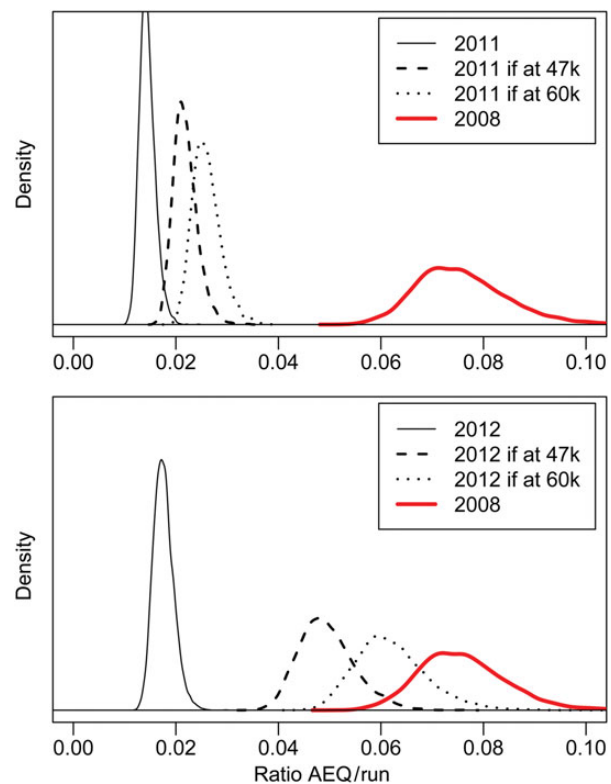 2011
2011 if at 47k
2011 if at 60k
2008
Density
0.00 0.02 0.04 0.06 0.08 0.10
2012
2012 if at 47k
2012 if at 60k
2008
Density
0.00 0.02 0.04 0.06 0.08 0.10
Ratio AEQ/run